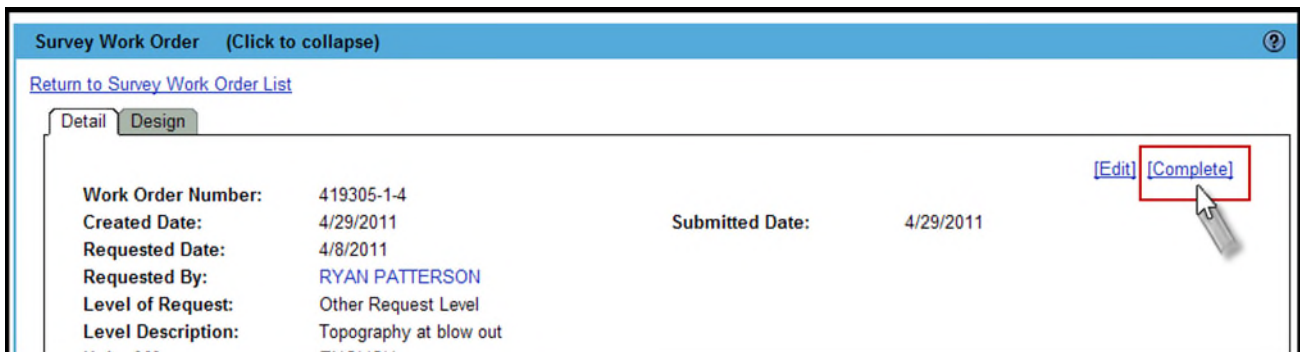 Survey Work Order (Click to collapse)
Return to Survey Work Order List
Detail Design
[Edit] [Complete]
Work Order Number: 419305-1-4
Created Date: 4/29/2011 Submitted Date: 4/29/2011
Requested Date: 4/8/2011
Requested By: RYAN PATTERSON
Level of Request: Other Request Level
Level Description: Topography at blow out